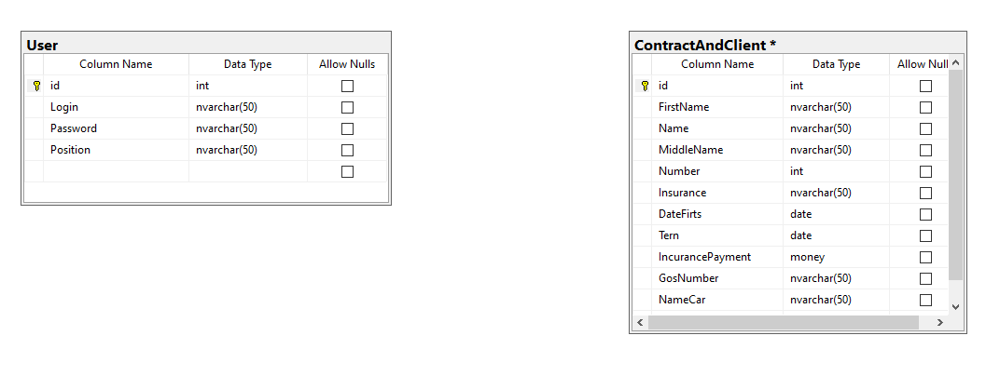 User
Column Name Data Type Allow Nulls
id int
Login nvarchar(50)
Password nvarchar(50)
Position nvarchar(50)
ContractAndClient *
Column Name Data Type Allow Null
id int
FirstName nvarchar(50)
Name nvarchar(50)
MiddleName nvarchar(50)
Number int
Insurance nvarchar(50)
DateFirts date
Tern date
IncurancePayment money
GosNumber nvarchar(50)
NameCar nvarchar(50)